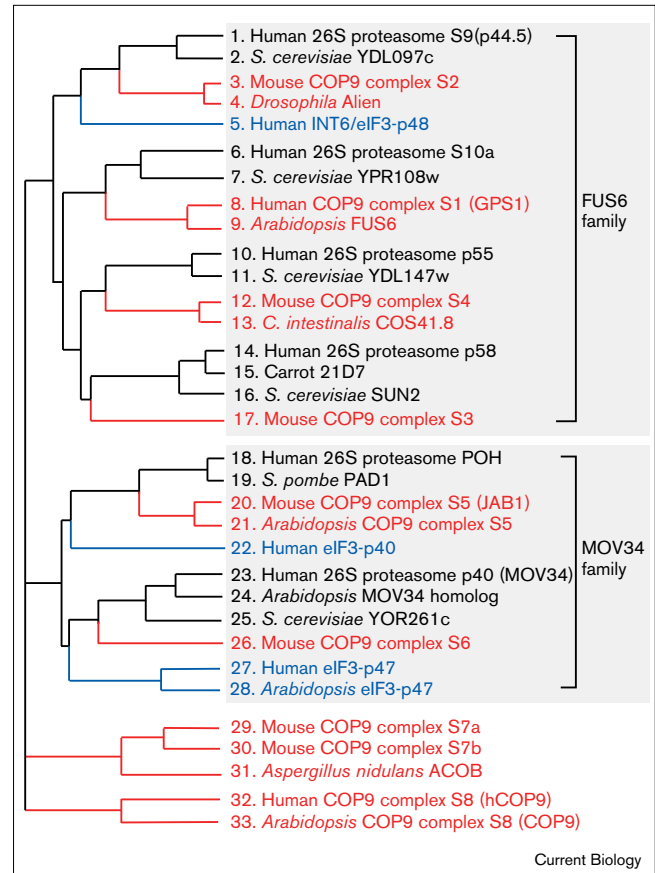 1. Human 26S proteasome S9(p44.5)
2. S. cerevisiae YDL097c
3. Mouse COP9 complex S2
4. Drosophila Alien
5. Human INT6/eIF3-p48
6. Human 26S proteasome S10a
7. S. cerevisiae YPR108w
8. Human COP9 complex S1 (GPS1)
9. Arabidopsis FUS6
10. Human 26S proteasome p55
11. S. cerevisiae YDL147w
12. Mouse COP9 complex S4
13. C. intestinalis COS41.8
14. Human 26S proteasome p58
15. Carrot 21D7
16. S. cerevisiae SUN2
17. Mouse COP9 complex S3
FUS6
family
18. Human 26S proteasome POH
19. S. pombe PAD1
20. Mouse COP9 complex S5 (JAB1)
21. Arabidopsis COP9 complex S5
22. Human eIF3-p40
23. Human 26S proteasome p40 (MOV34)
24. Arabidopsis MOV34 homolog
25. S. cerevisiae YOR261c
26. Mouse COP9 complex S6
27. Human eIF3-p47
28. Arabidopsis eIF3-p47
MOV34
family
29. Mouse COP9 complex S7a
30. Mouse COP9 complex S7b
31. Aspergillus nidulans ACOB
32. Human COP9 complex S8 (hCOP9)
33. Arabidopsis COP9 complex S8 (COP9)
Current Biology